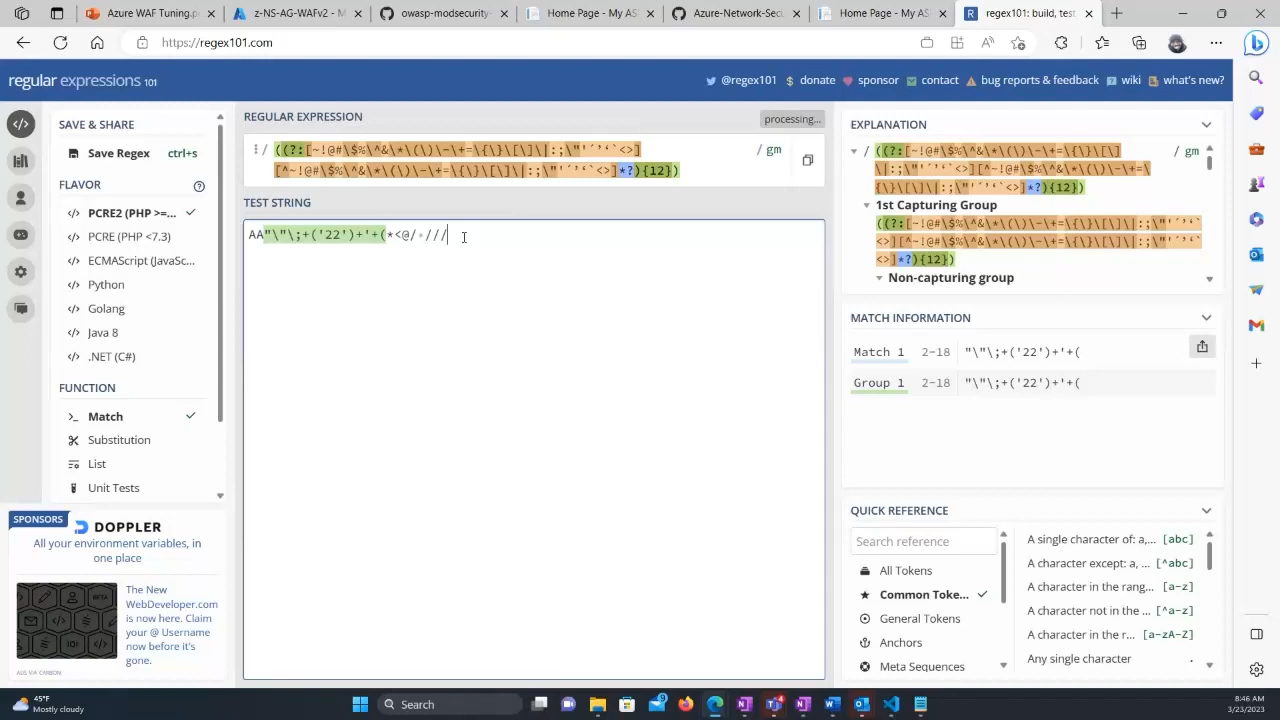 Azure WAF Tuning.p
z-NS-AG-WAFv2 - M
owasp-modsecurity
Home Page - My AS
Azure-Network-Secu
Home Page - My AS
regex101: build, test
https://regex101.com
regular expressions 101
@regex101
donate
sponsor
contact
bug reports & feedback
wiki
what's new?
SAVE & SHARE
Save Regex ctrl+s
FLAVOR
PCRE2 (PHP >=...
PCRE (PHP <7.3)
ECMAScript (JavaSc...
Python
Golang
Java 8
.NET (C#)
FUNCTION
Match
Substitution
List
Unit Tests
SPONSORS
DOPPLER
All your environment variables, in
one place
The New
WebDeveloper.com
is now here. Claim
your @ Username
now before it's
gone.
ADS VIA CARBON
REGULAR EXPRESSION
processing...
/ ((?:[~!@#\$%\^&\*\(\)\-\+=\{\}\[\]\|:;\"'´’‘`<>] / gm
[^~!@#\$%\^&\*\(\)\-\+=\{\}\[\]\|:;\"'´’‘`<>]*?){12})
TEST STRING
AA"\"\;+('22')+'+(*<@/·///
EXPLANATION
/ ((?:[~!@#\$%\^&\*\(\)\-\+=\{\}\[\] / gm
\|:;\"'´’‘`<>][^~!@#\$%\^&\*\(\)\-\+=\
\{\}\[\]\|:;\"'´’‘`<>]*?){12})
1st Capturing Group
((?:[~!@#\$%\^&\*\(\)\-\+=\{\}\[\]\|:;\"'´’‘`
<>][^~!@#\$%\^&\*\(\)\-\+=\{\}\[\]\|:;\"'´’‘`
<>]*?){12})
Non-capturing group
MATCH INFORMATION
Match 1 2-18 "\"\;+('22')+'+(
Group 1 2-18 "\"\;+('22')+'+(
QUICK REFERENCE
Search reference
All Tokens
Common Toke...
General Tokens
Anchors
Meta Sequences
A single character of: a,... [abc]
A character except: a, ... [^abc]
A character in the rang... [a-z]
A character not in the ... [^a-z]
A character in the r... [a-zA-Z]
Any single character .
45°F
Mostly cloudy
Search
8:46 AM
3/23/2023